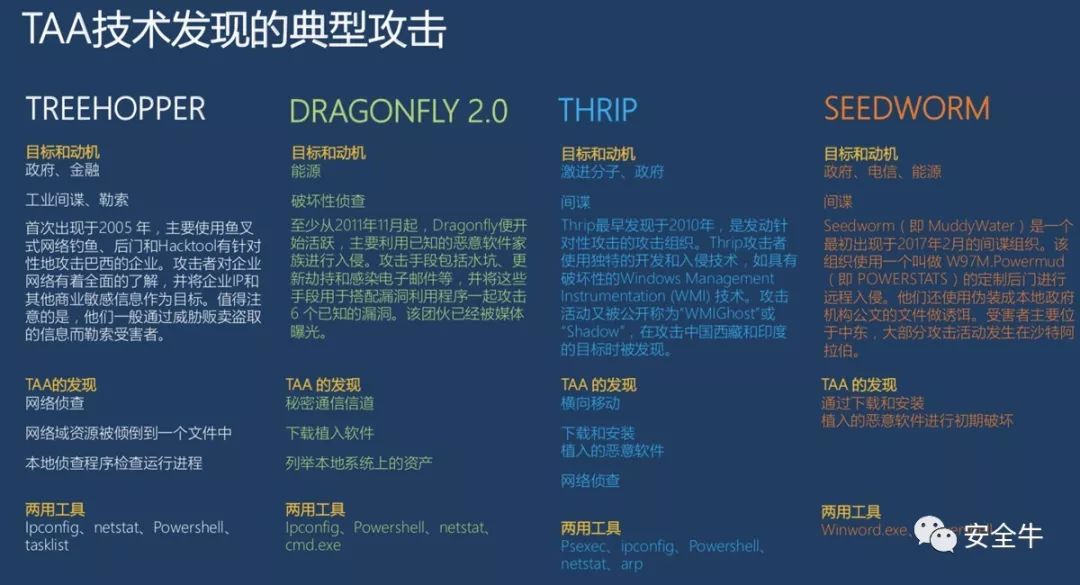 TAA技术发现的典型攻击
TREEHOPPER
目标和动机
政府、金融
工业间谍、勒索
首次出现于2005 年，主要使用鱼叉
式网络钓鱼、后门和Hacktool有针对
性地攻击巴西的企业。攻击者对企业
网络有着全面的了解，并将企业IP和
其他商业敏感信息作为目标。值得注
意的是，他们一般通过威胁贩卖盗取
的信息而勒索受害者。
TAA的发现
网络侦查
网络域资源被倾倒到一个文件中
本地侦查程序检查运行进程
两用工具
Ipconfig、netstat、Powershell、
tasklist
DRAGONFLY 2.0
目标和动机
能源
破坏性侦查
至少从2011年11月起，Dragonfly便开
始活跃，主要利用已知的恶意软件家
族进行入侵。攻击手段包括水坑、更
新劫持和感染电子邮件等，并将这些
手段用于搭配漏洞利用程序一起攻击
6 个已知的漏洞。该团伙已经被媒体
曝光。
TAA 的发现
秘密通信信道
下载植入软件
列举本地系统上的资产
两用工具
Ipconfig、Powershell、netstat、
cmd.exe
THRIP
目标和动机
激进分子、政府
间谍
Thrip最早发现于2010年，是发动针
对性攻击的攻击组织。Thrip攻击者
使用独特的开发和入侵技术，如具有
破坏性的Windows Management
Instrumentation (WMI) 技术。攻击
活动又被公开称为“WMIGhost”或
“Shadow”，在攻击中国西藏和印度
的目标时被发现。
TAA 的发现
横向移动
下载和安装
植入的恶意软件
网络侦查
两用工具
Psexec、ipconfig、Powershell、
netstat、arp
SEEDWORM
目标和动机
政府、电信、能源
间谍
Seedworm（即 MuddyWater）是一个
最初出现于2017年2月的间谍组织。该
组织使用一个叫做 W97M.Powermud
（即 POWERSTATS）的定制后门进行
远程入侵。他们还使用伪装成本地政府
机构公文的文件做诱饵。受害者主要位
于中东，大部分攻击活动发生在沙特阿
拉伯。
TAA 的发现
通过下载和安装
植入的恶意软件进行初期破坏
两用工具
Winword.exe、
安全牛